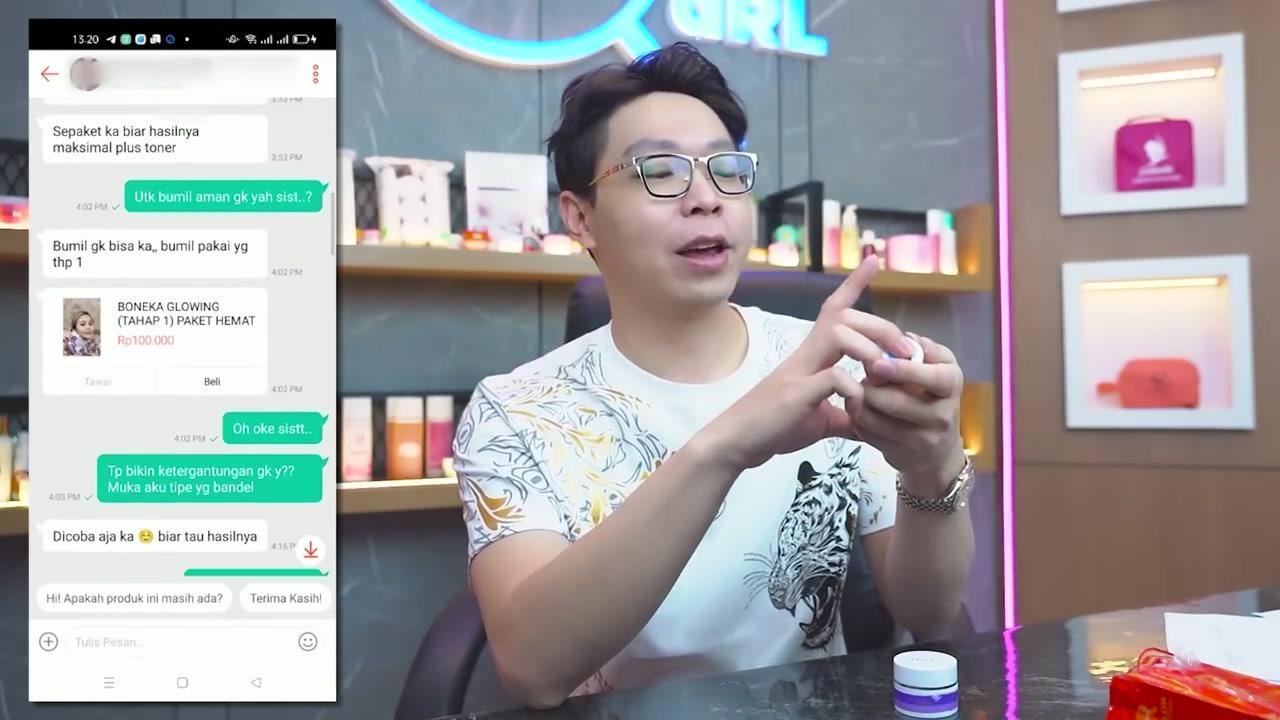 GRL
13.20
3:53 PM
Sepaket ka biar hasilnya
maksimal plus toner
3:53 PM
Utk bumil aman gk yah sist..?
4:02 PM
Bumil gk bisa ka,, bumil pakai yg
thp 1
4:02 PM
BONEKA GLOWING
(TAHAP 1) PAKET HEMAT
Rp100.000
Tawar
Beli
4:02 PM
Oh oke sistt..
4:02 PM
Tp bikin ketergantungan gk y??
Muka aku tipe yg bandel
4:03 PM
Dicoba aja ka ☺️ biar tau hasilnya
4:16 P
Hi! Apakah produk ini masih ada?
Terima Kasih!
Tulis Pesan...